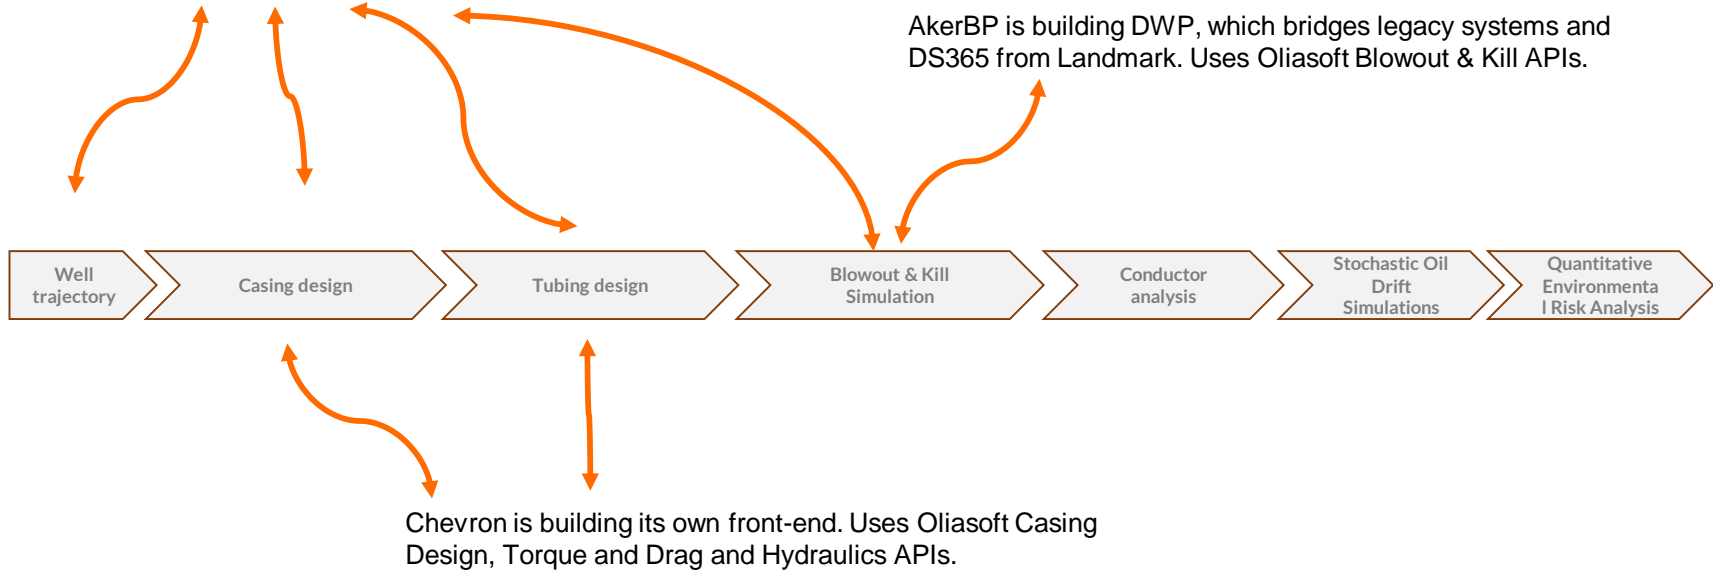 AkerBP is building DWP, which bridges legacy systems and
DS365 from Landmark. Uses Oliasoft Blowout & Kill APIs.
Well
trajectory
Casing design
Tubing design
Blowout & Kill
Simulation
Conductor
analysis
Stochastic Oil
Drift
Simulations
Quantitative
Environmenta
l Risk Analysis
Chevron is building its own front-end. Uses Oliasoft Casing
Design, Torque and Drag and Hydraulics APIs.